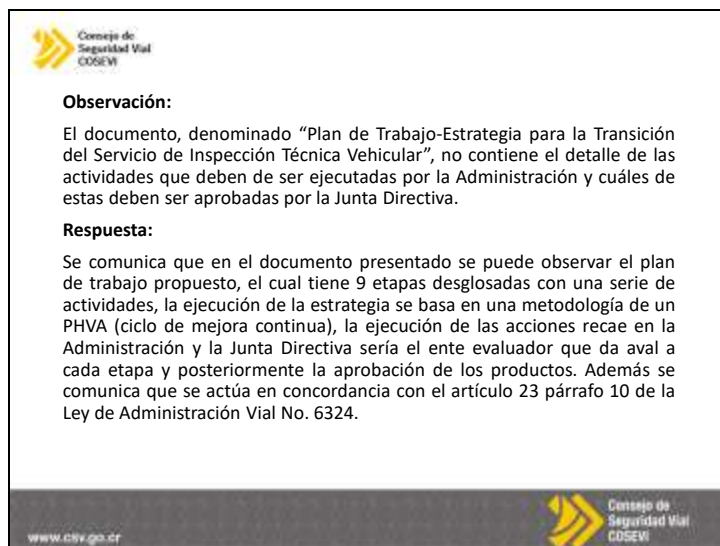 Consejo de
Seguridad Vial
COSEVI
Observación:
El documento, denominado “Plan de Trabajo-Estrategia para la Transición
del Servicio de Inspección Técnica Vehicular”, no contiene el detalle de las
actividades que deben de ser ejecutadas por la Administración y cuáles de
estas deben ser aprobadas por la Junta Directiva.
Respuesta:
Se comunica que en el documento presentado se puede observar el plan
de trabajo propuesto, el cual tiene 9 etapas desglosadas con una serie de
actividades, la ejecución de la estrategia se basa en una metodología de un
PHVA (ciclo de mejora continua), la ejecución de las acciones recae en la
Administración y la Junta Directiva sería el ente evaluador que da aval a
cada etapa y posteriormente la aprobación de los productos. Además se
comunica que se actúa en concordancia con el artículo 23 párrafo 10 de la
Ley de Administración Vial No. 6324.
www.csv.go.cr
Consejo de
Seguridad Vial
COSEVI